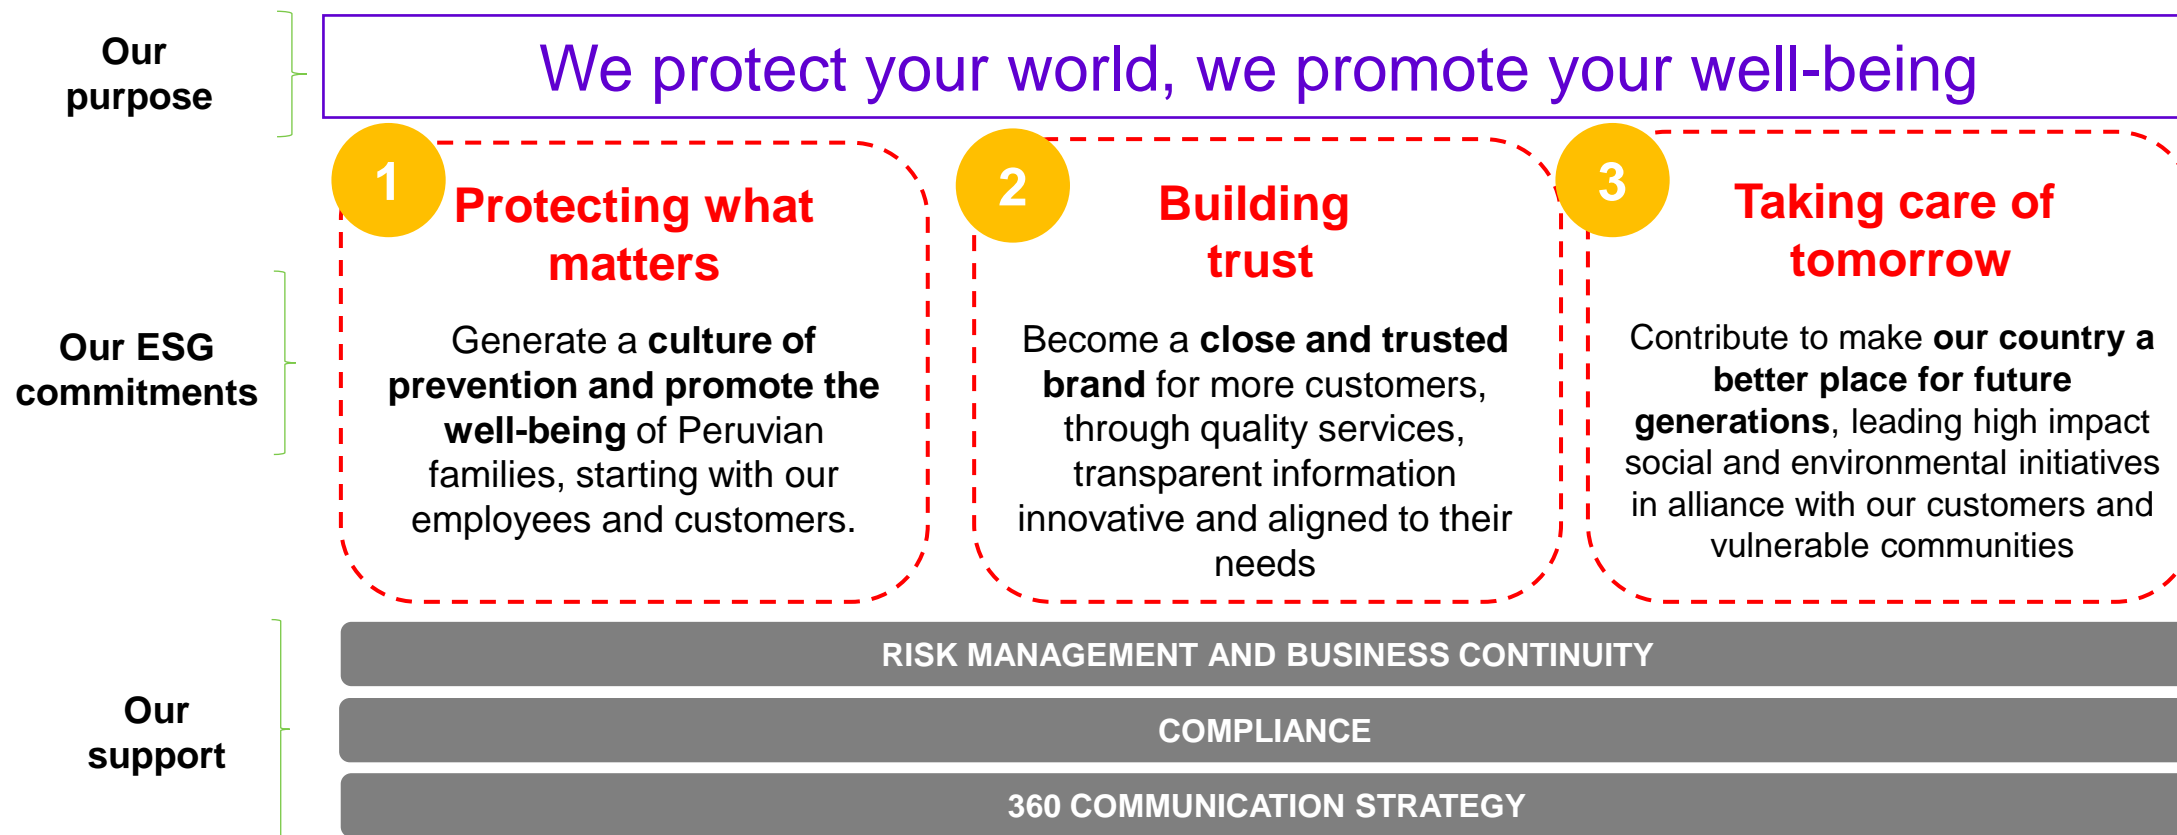 Our
purpose
We protect your world, we promote your well-being
Our ESG
commitments
1
Protecting what
matters
Generate a culture of
prevention and promote the
well-being of Peruvian
families, starting with our
employees and customers.
2
Building
trust
Become a close and trusted
brand for more customers,
through quality services,
transparent information
innovative and aligned to their
needs
3
Taking care of
tomorrow
Contribute to make our country a
better place for future
generations, leading high impact
social and environmental initiatives
in alliance with our customers and
vulnerable communities
Our
support
RISK MANAGEMENT AND BUSINESS CONTINUITY
COMPLIANCE
360 COMMUNICATION STRATEGY